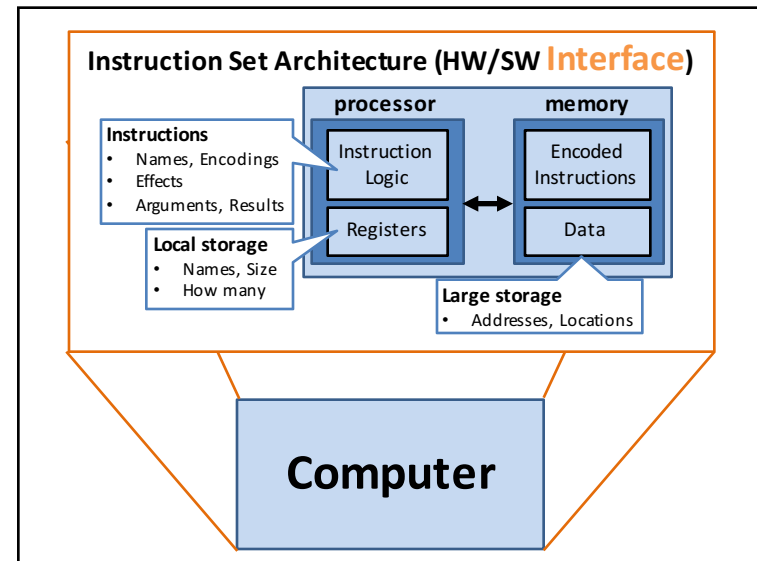 Instruction Set Architecture (HW/SW Interface)
processor
memory
Instructions
• Names, Encodings
• Effects
• Arguments, Results
Instruction
Logic
Encoded
Instructions
Registers
Data
Local storage
• Names, Size
• How many
Large storage
• Addresses, Locations
Computer